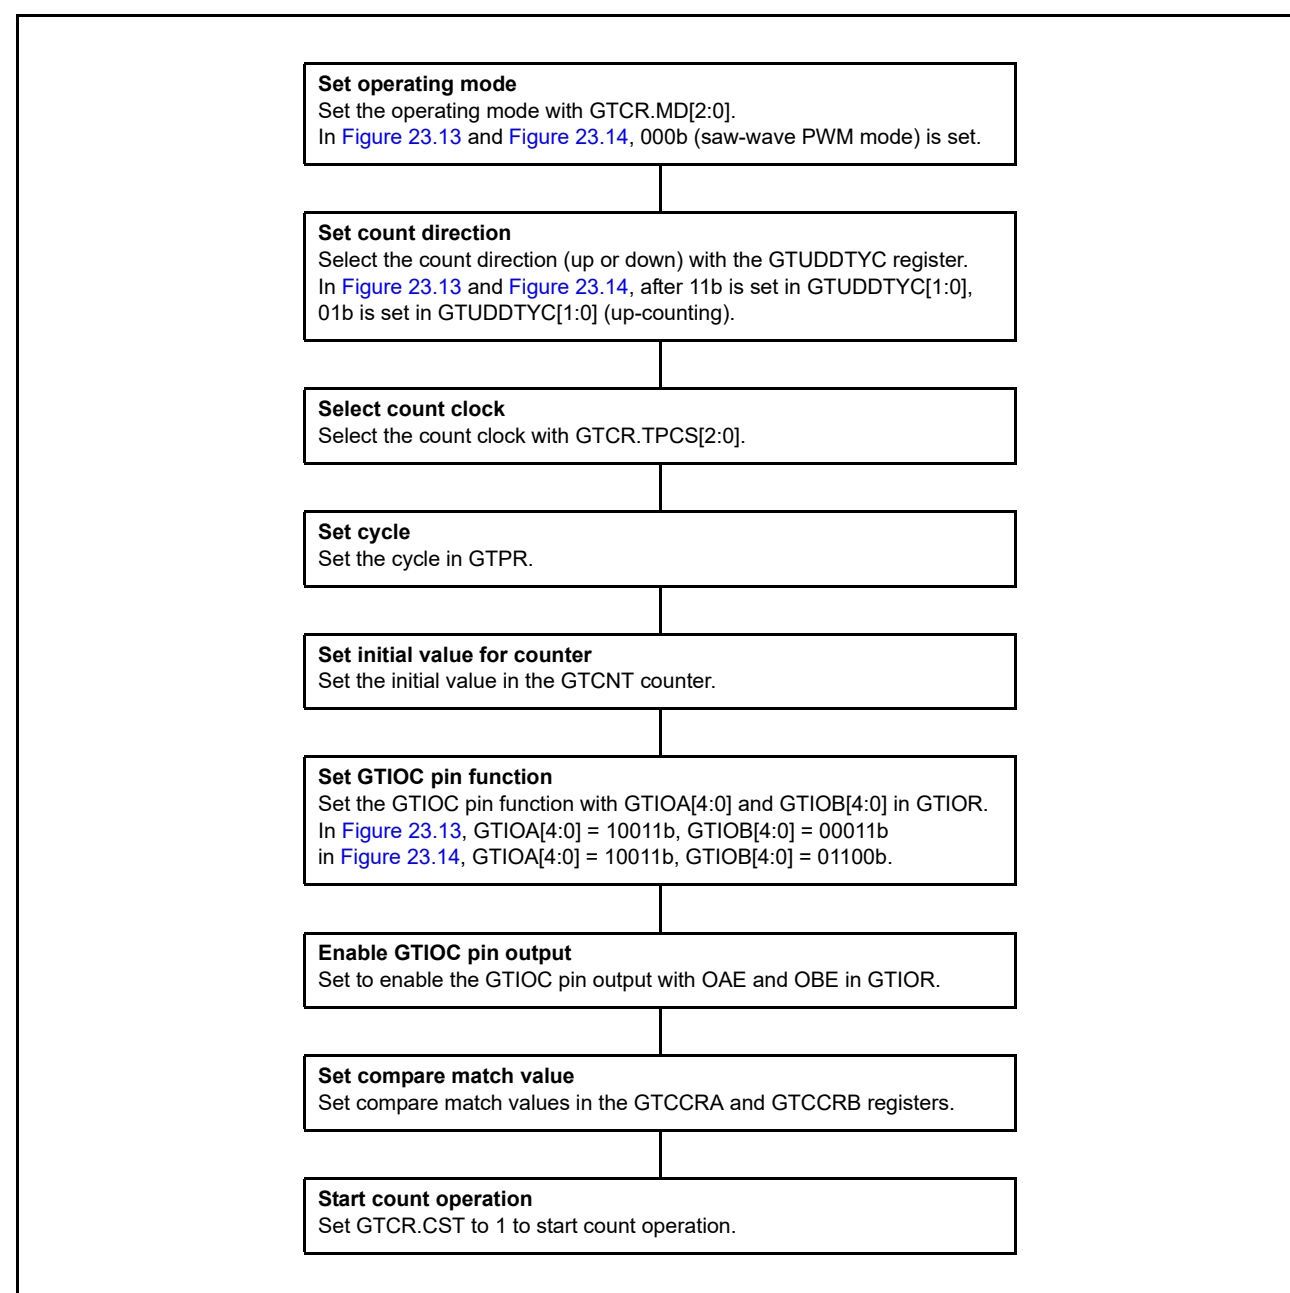 Set operating mode
Set the operating mode with GTCR.MD[2:0].
In Figure 23.13 and Figure 23.14, 000b (saw-wave PWM mode) is set.
Set count direction
Select the count direction (up or down) with the GTUDDTYC register.
In Figure 23.13 and Figure 23.14, after 11b is set in GTUDDTYC[1:0],
01b is set in GTUDDTYC[1:0] (up-counting).
Select count clock
Select the count clock with GTCR.TPCS[2:0].
Set cycle
Set the cycle in GTPR.
Set initial value for counter
Set the initial value in the GTCNT counter.
Set GTIOC pin function
Set the GTIOC pin function with GTIOA[4:0] and GTIOB[4:0] in GTIOR.
In Figure 23.13, GTIOA[4:0] = 10011b, GTIOB[4:0] = 00011b
in Figure 23.14, GTIOA[4:0] = 10011b, GTIOB[4:0] = 01100b.
Enable GTIOC pin output
Set to enable the GTIOC pin output with OAE and OBE in GTIOR.
Set compare match value
Set compare match values in the GTCCRA and GTCCRB registers.
Start count operation
Set GTCR.CST to 1 to start count operation.